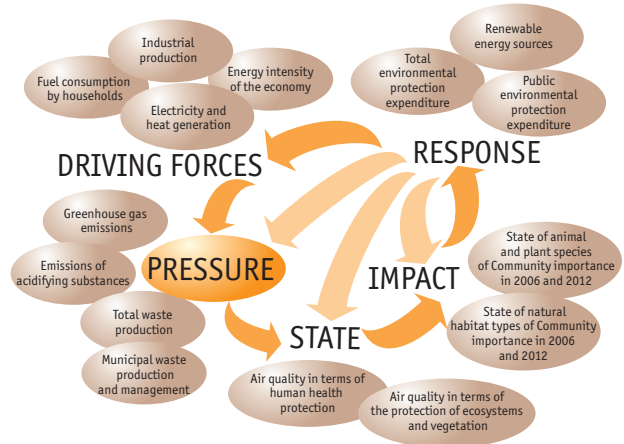 Industrial
production
Fuel consumption
by households
Energy intensity
of the economy
Electricity and
heat generation
Renewable
energy sources
Total
environmental
protection
expenditure
Public
environmental
protection
expenditure
DRIVING FORCES
RESPONSE
Greenhouse gas
emissions
Emissions of
acidifying substances
PRESSURE
Total waste
production
Municipal waste
production
and management
IMPACT
State of animal
and plant species
of Community importance
in 2006 and 2012
State of natural
habitat types of Community
importance in 2006
and 2012
STATE
Air quality in terms of
human health
protection
Air quality in terms of
the protection of ecosystems
and vegetation